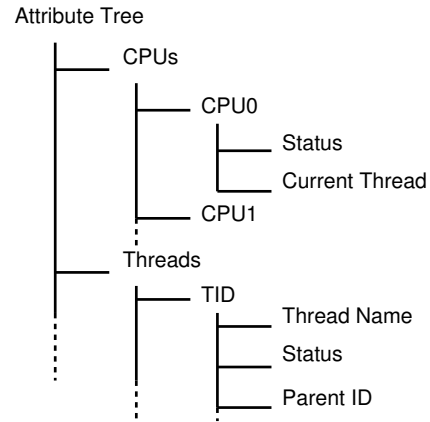 Attribute Tree
CPUs
CPU0
Status
Current Thread
CPU1
Threads
TID
Thread Name
Status
Parent ID